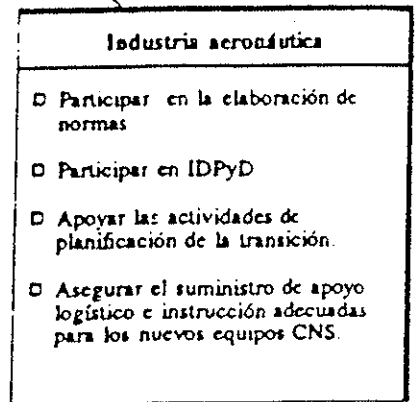 Industria aeronáutica
□ Participar en la elaboración de
normas
□ Participar en IDPyD
□ Apoyar las actividades de
planificación de la transición.
□ Asegurar el suministro de apoyo
logístico e instrucción adecuadas
para los nuevos equipos CNS.